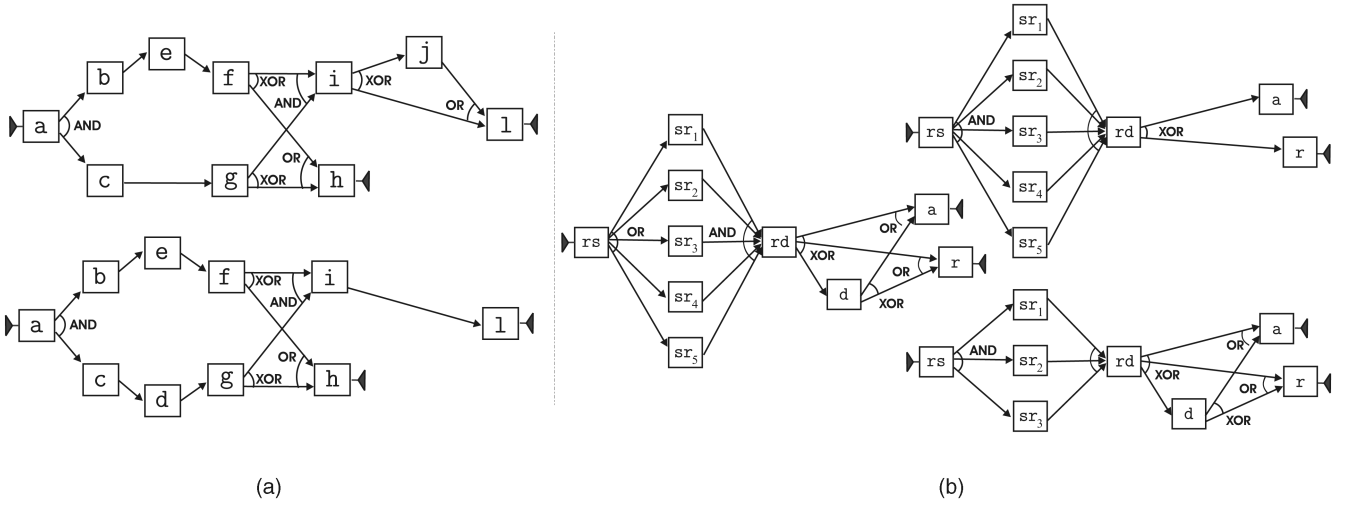 a
AND
b
e
f
XOR
AND
i
XOR
j
OR
l
c
g
XOR
OR
h
a
AND
b
e
f
XOR
AND
i
l
c
d
g
XOR
OR
h
(a)
rs
OR
sr1
sr2
sr3
sr4
sr5
AND
rd
XOR
OR
a
OR
r
d
XOR
rs
AND
sr1
sr2
sr3
sr4
sr5
rd
XOR
a
r
rs
AND
sr1
sr2
sr3
rd
XOR
OR
a
OR
r
d
XOR
(b)